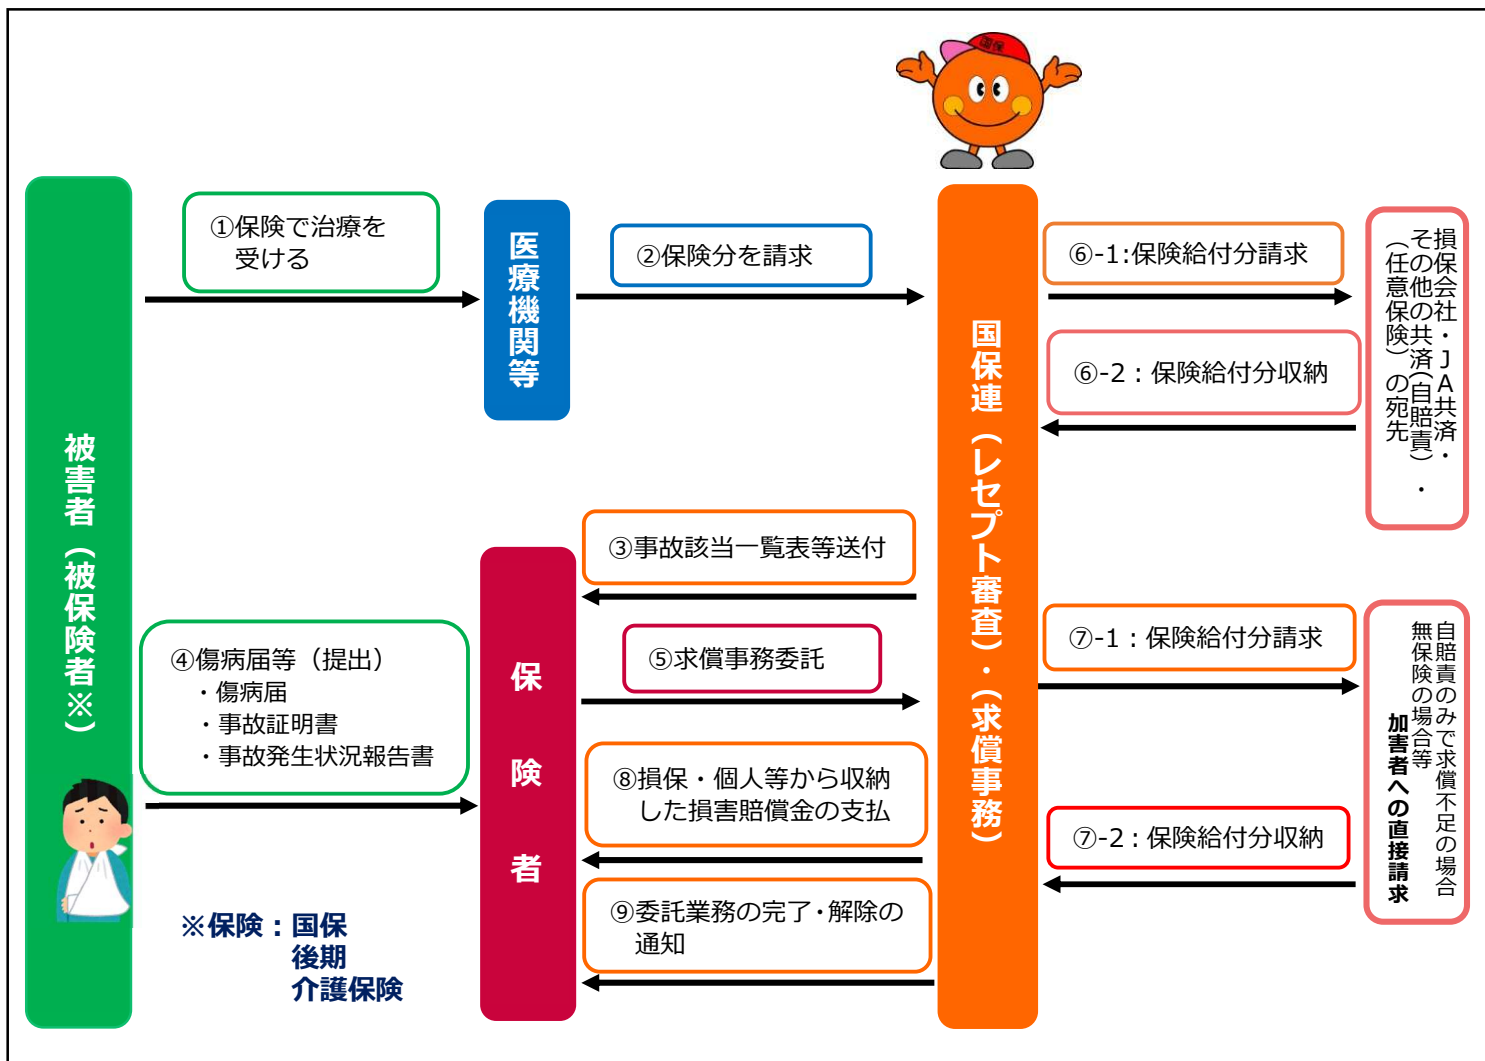 国保
被害者（被保険者※）
①保険で治療を
受ける
医療機関等
②保険分を請求
国保連（レセプト審査）・（求償事務）
⑥-1:保険給付分請求
⑥-2：保険給付分収納
損保会社・JA共済・
その他の共済(自賠責)・
（任意保険）の宛先
③事故該当一覧表等送付
④傷病届等（提出）
・傷病届
・事故証明書
・事故発生状況報告書
保険者
⑤求償事務委託
⑦-1：保険給付分請求
⑦-2：保険給付分収納
自賠責のみで求償不足の場合
無保険の場合等
加害者への直接請求
⑧損保・個人等から収納
した損害賠償金の支払
⑨委託業務の完了・解除の
通知
※保険：国保
後期
介護保険